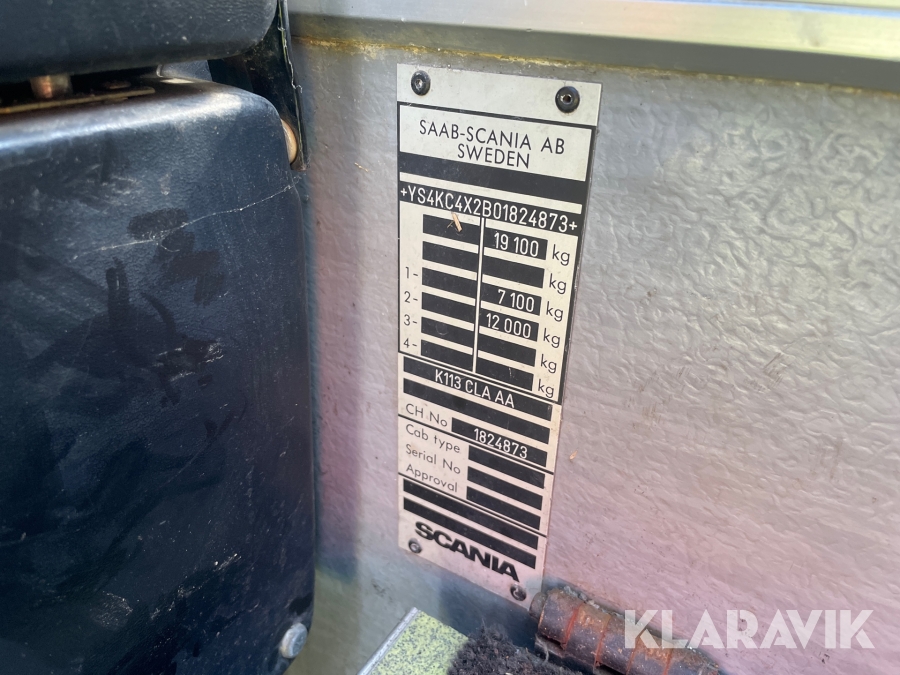 SAAB-SCANIA AB
SWEDEN
+YS4KC4X2B01824873+
19 100 kg
kg
1- 7 100 kg
2- 12 000 kg
3- kg
4- kg
K113 CLA AA
CH No 1824873
Cab type
Serial No
Approval
SCANIA
KLARAVIK